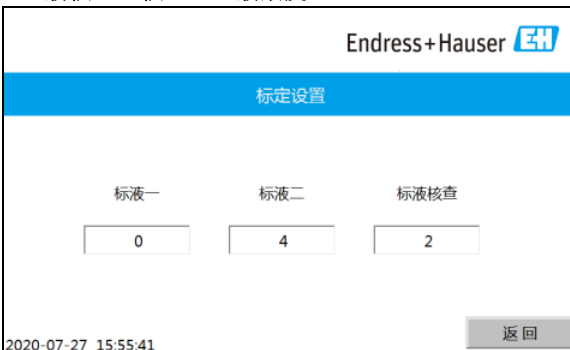 Endress+Hauser EH
标定设置
标液一 标液二 标液核查
0 4 2
返回
2020-07-27 15:55:41